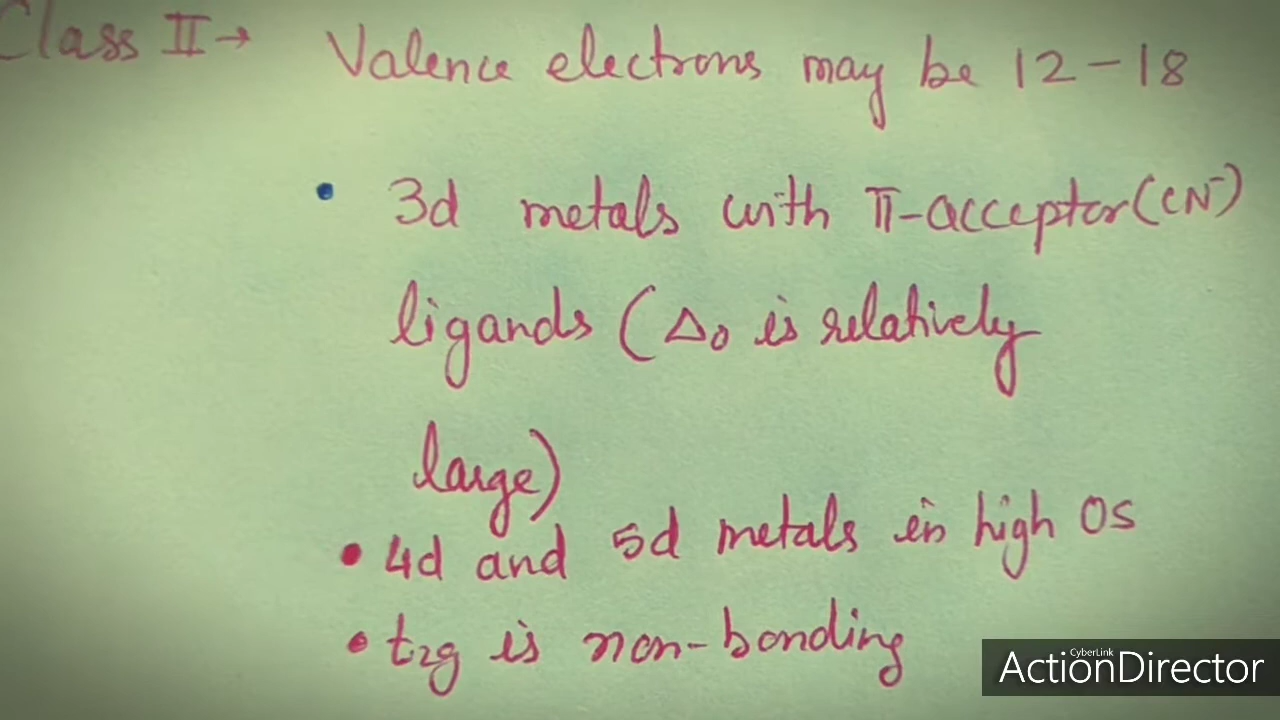 Class II → Valence electrons may be 12-18
• 3d metals with π-acceptor (CN⁻)
ligands (Δo is relatively
large)
• 4d and 5d metals in high OS
• t2g is non-bonding
CyberLink
ActionDirector